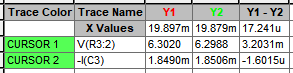 Trace Color Trace Name Y1 Y2 Y1 - Y2
X Values 19.897m 19.879m 17.241u
CURSOR 1 V(R3:2) 6.3020 6.2988 3.2031m
CURSOR 2 -I(C3) 1.8490m 1.8506m -1.6015u